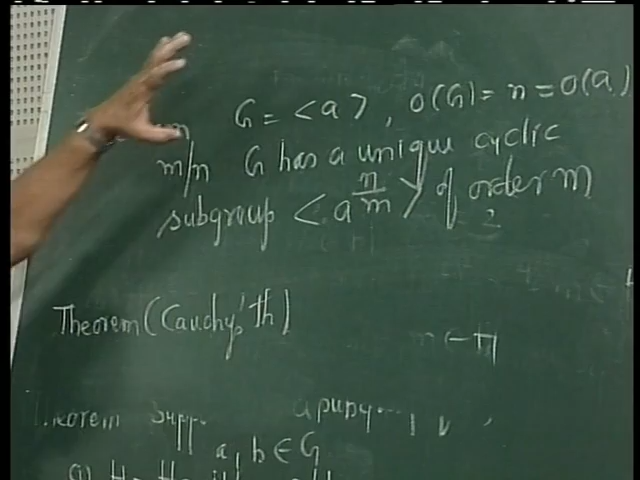 m G = <a>, o(G) = n = o(a)
m/n G has a unique cyclic
subgroup <a^{n/m}> of order m
Theorem (Cauchy's Th)
Theorem Supp
a, b ∈ G